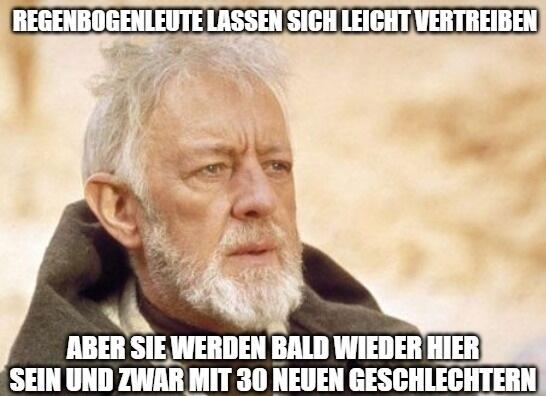 REGENBOGENLEUTE LASSEN SICH LEICHT VERTREIBEN
ABER SIE WERDEN BALD WIEDER HIER
SEIN UND ZWAR MIT 30 NEUEN GESCHLECHTERN